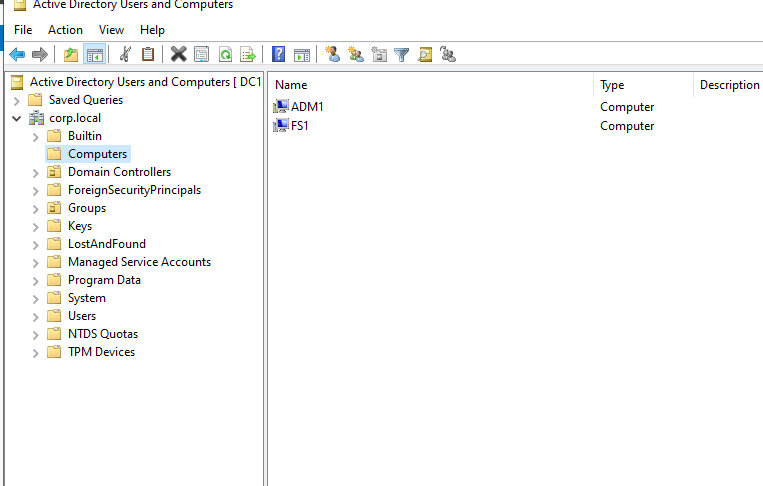 Active Directory Users and Computers
File Action View Help
Active Directory Users and Computers [ DC1
Saved Queries
corp.local
Builtin
Computers
Domain Controllers
ForeignSecurityPrincipals
Groups
Keys
LostAndFound
Managed Service Accounts
Program Data
System
Users
NTDS Quotas
TPM Devices
Name Type Description
ADM1 Computer
FS1 Computer